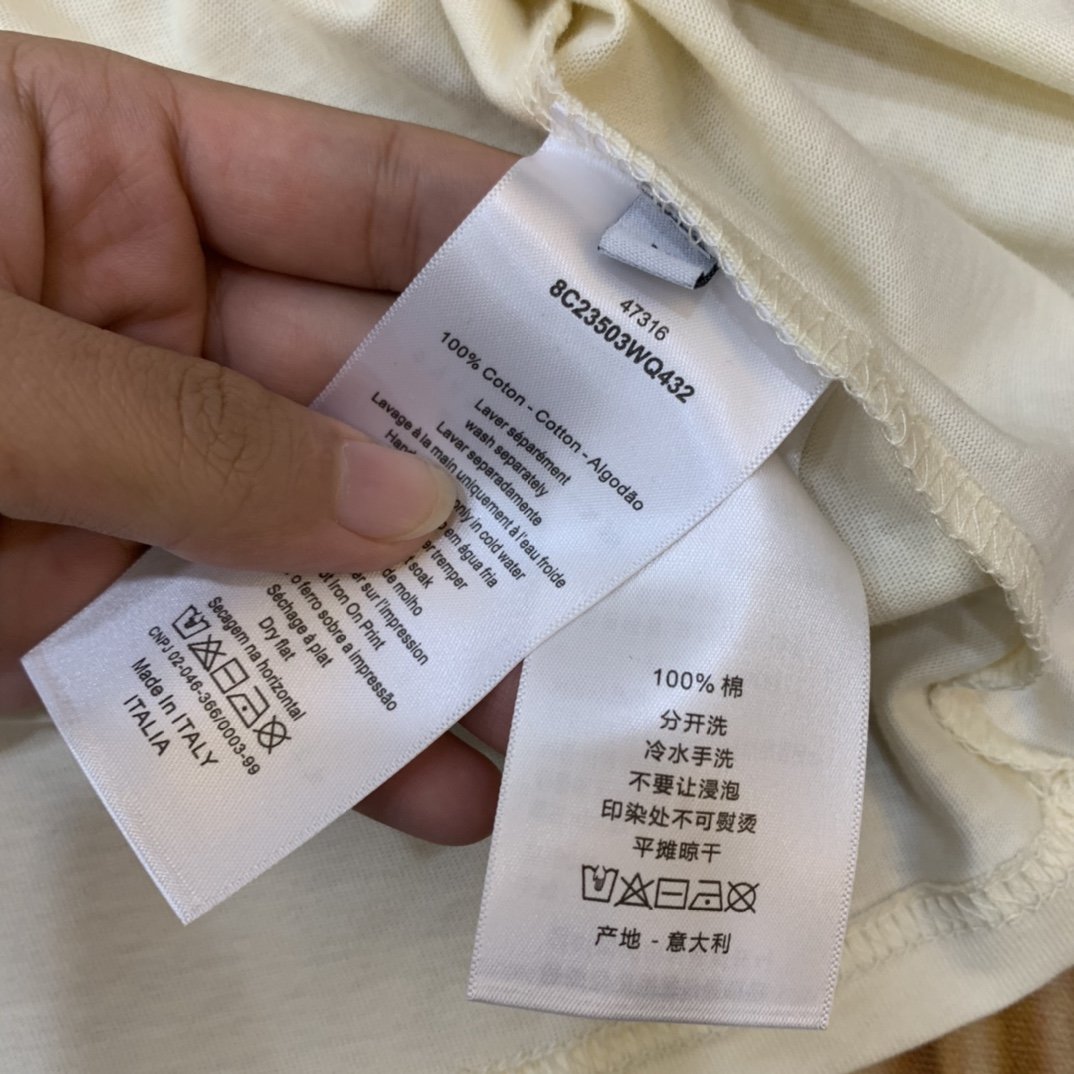 47316
8C23503WQ432
100% Coton - Cotton - Algodão
Laver séparément
wash separately
Laver separadamente
Lavage à la main uniquement à l'eau froide
Hand only in cold water
em água fria
tremper
soak
de molho
sur l'impression
Iron On Print
o ferro sobre a impressão
Séchage à plat
Dry flat
Secagem na horizontal
CNPJ 02-046-366/0003-99
Made In ITALY
ITALIA
100% 棉
分开洗
冷水手洗
不要让浸泡
印染处不可熨烫
平摊晾干
产地 - 意大利